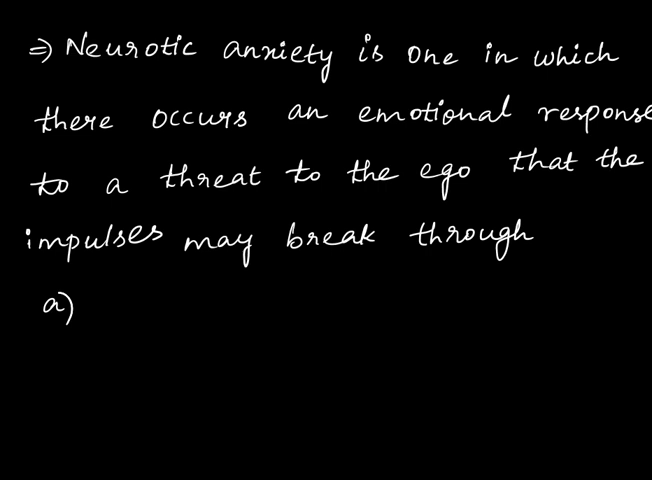 ⇒ Neurotic anxiety is one in which
there occurs an emotional response
to a threat to the ego that the
impulses may break through
a)